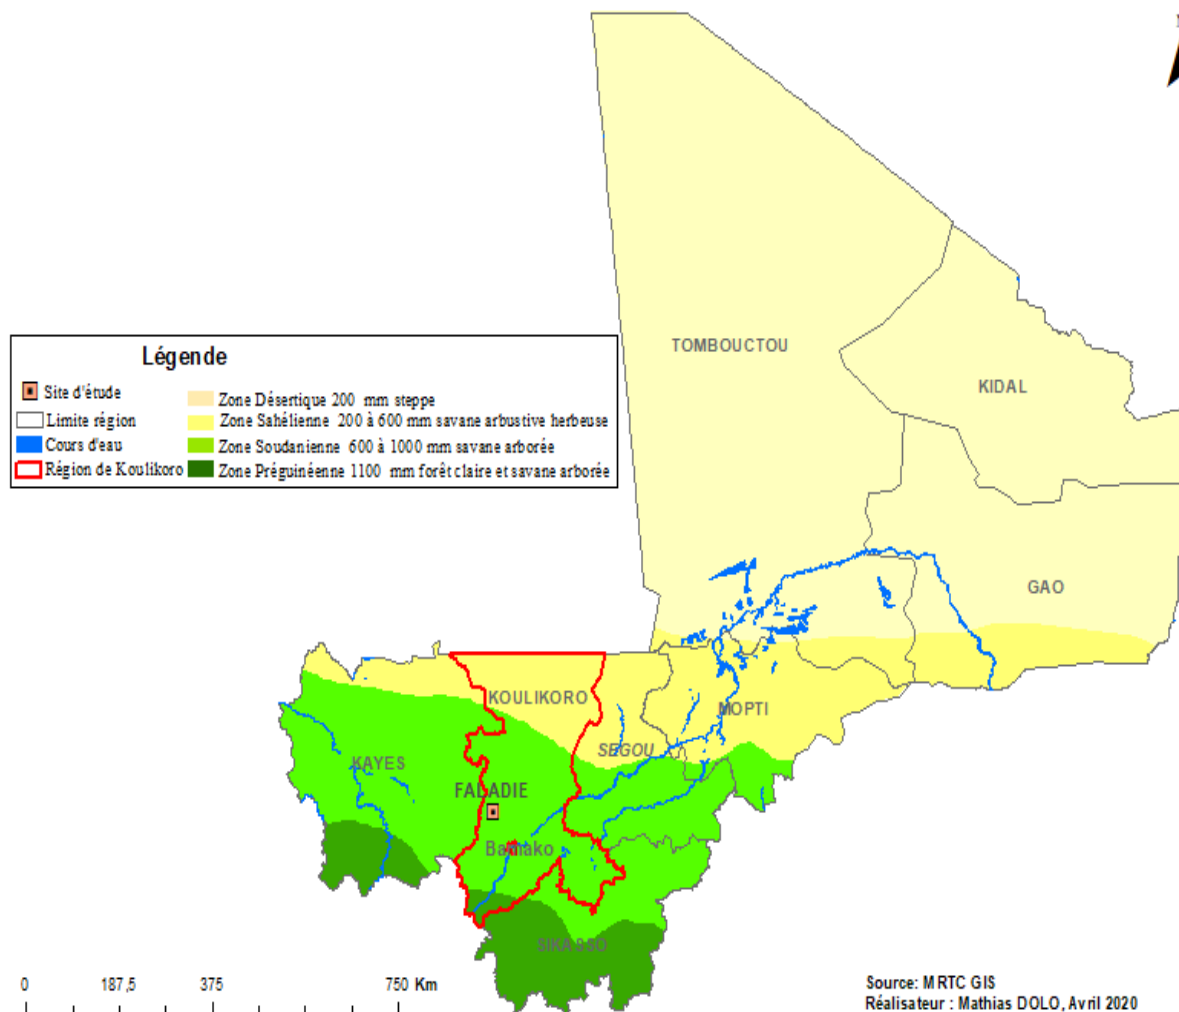 TOMBOUCTOU
KIDAL
Légende
Site d'étude
Limite région
Cours d'eau
Région de Koulikoro
Zone Désertique 200 mm steppe
Zone Sahélienne 200 à 600 mm savane arbustive herbeuse
Zone Soudanienne 600 à 1000 mm savane arborée
Zone Préguinéenne 1100 mm forêt claire et savane arborée
GAO
KOULIKORO
MOPTI
SEGOU
KAYES
FALADIE
Bamako
SIKASSO
0 187,5 375 750 Km
Source: MRTC GIS
Réalisateur : Mathias DOLO, Avril 2020